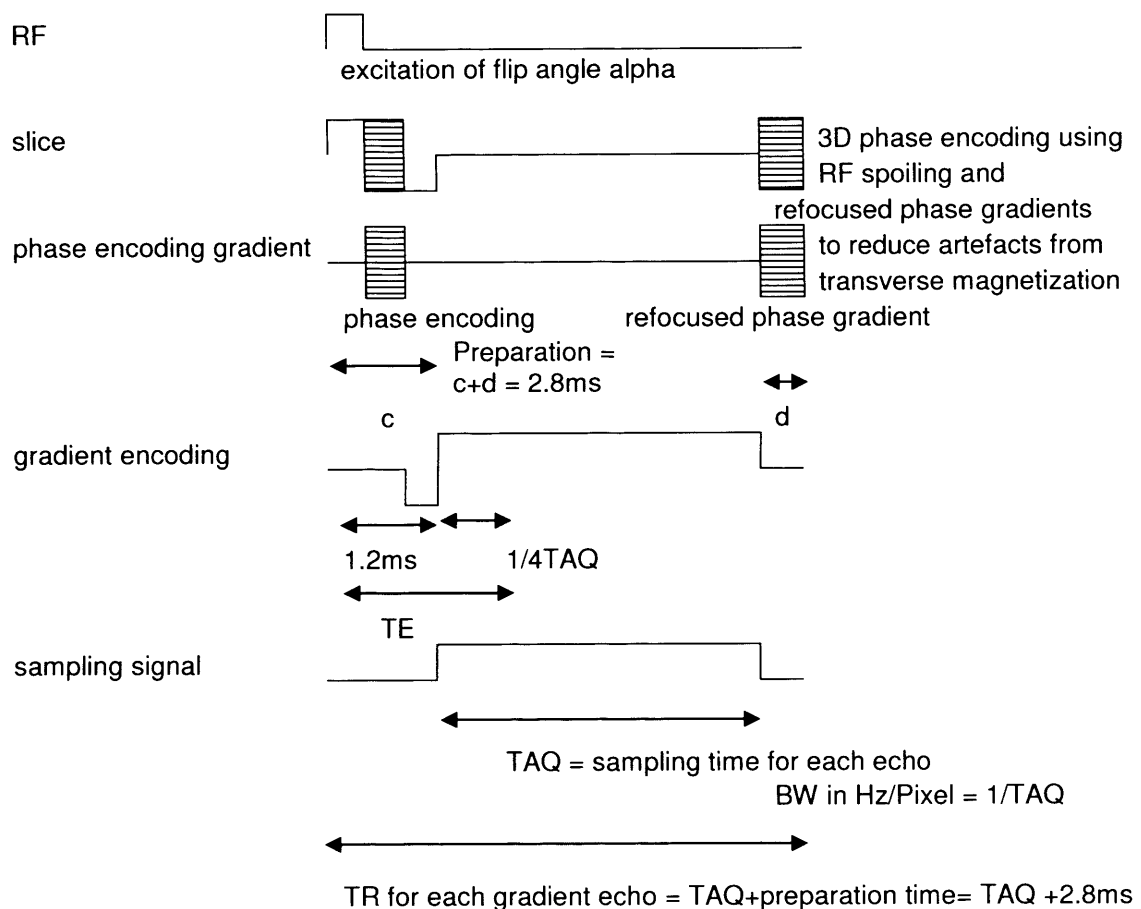 RF
excitation of flip angle alpha
slice
3D phase encoding using
RF spoiling and
refocused phase gradients
phase encoding gradient
to reduce artefacts from
transverse magnetization
phase encoding
refocused phase gradient
Preparation =
c+d = 2.8ms
c
d
gradient encoding
1.2ms
1/4TAQ
TE
sampling signal
TAQ = sampling time for each echo
BW in Hz/Pixel = 1/TAQ
TR for each gradient echo = TAQ+preparation time= TAQ +2.8ms